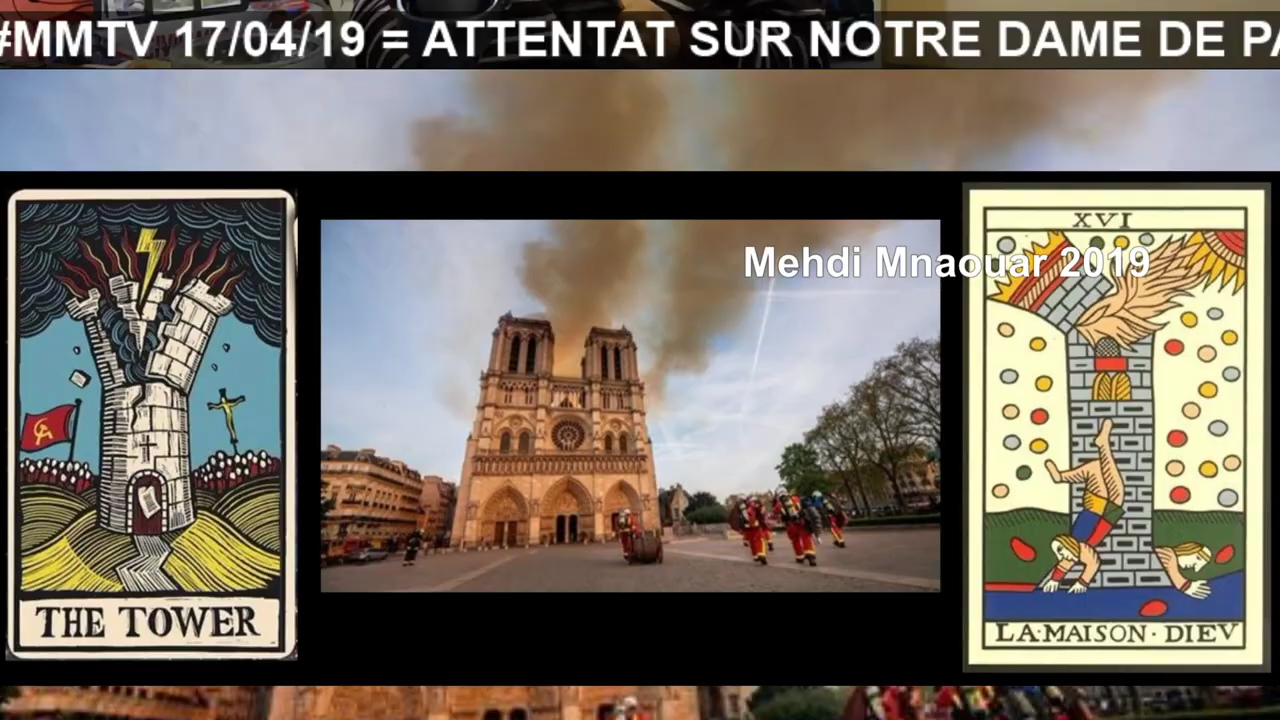 #MMTV 17/04/19 = ATTENTAT SUR NOTRE DAME DE PA
XVI
Mehdi Mnaouar 2019
THE TOWER
LA·MAISON·DIEV